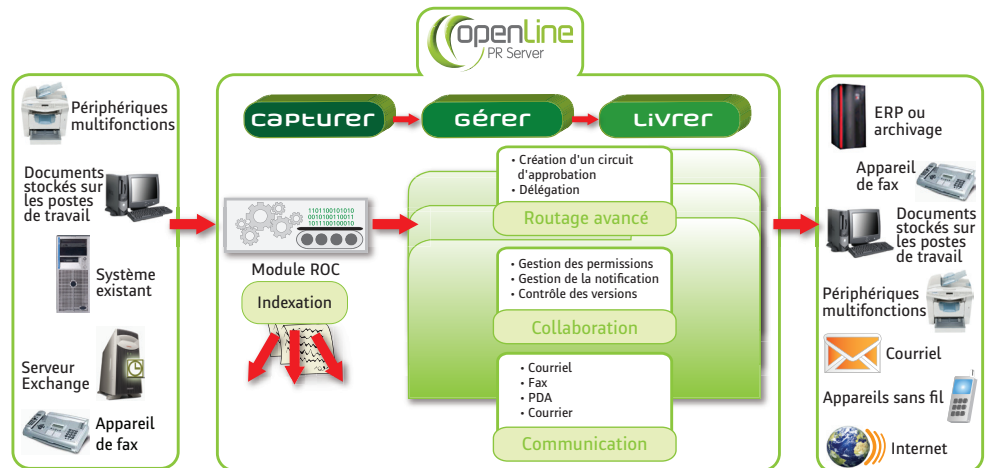 openLine
PR Server
Périphériques
multifonctions
Documents
stockés sur
les postes
de travail
Système
existant
Serveur
Exchange
Appareil
de fax
capturer
gérer
Livrer
1101100101010
0010100110011
1011100100010
Module ROC
Indexation
• Création d'un circuit
d'approbation
• Délégation
Routage avancé
• Gestion des permissions
• Gestion de la notification
• Contrôle des versions
Collaboration
• Courriel
• Fax
• PDA
• Courrier
Communication
ERP ou
archivage
Appareil
de fax
Documents
stockés sur
les postes
de travail
Périphériques
multifonctions
Courriel
Appareils sans fil
Internet